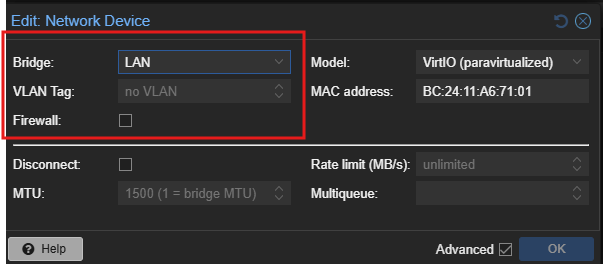 Edit: Network Device
Bridge: LAN Model: VirtIO (paravirtualized)
VLAN Tag: no VLAN MAC address: BC:24:11:A6:71:01
Firewall:
Disconnect: Rate limit (MB/s): unlimited
MTU: 1500 (1 = bridge MTU) Multiqueue:
Help Advanced OK